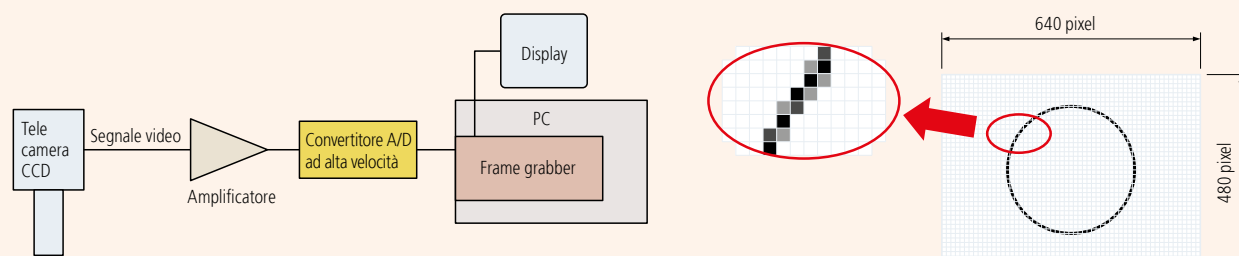 Tele
camera
CCD
Segnale video
Amplificatore
Convertitore A/D
ad alta velocità
Display
PC
Frame grabber
640 pixel
480 pixel